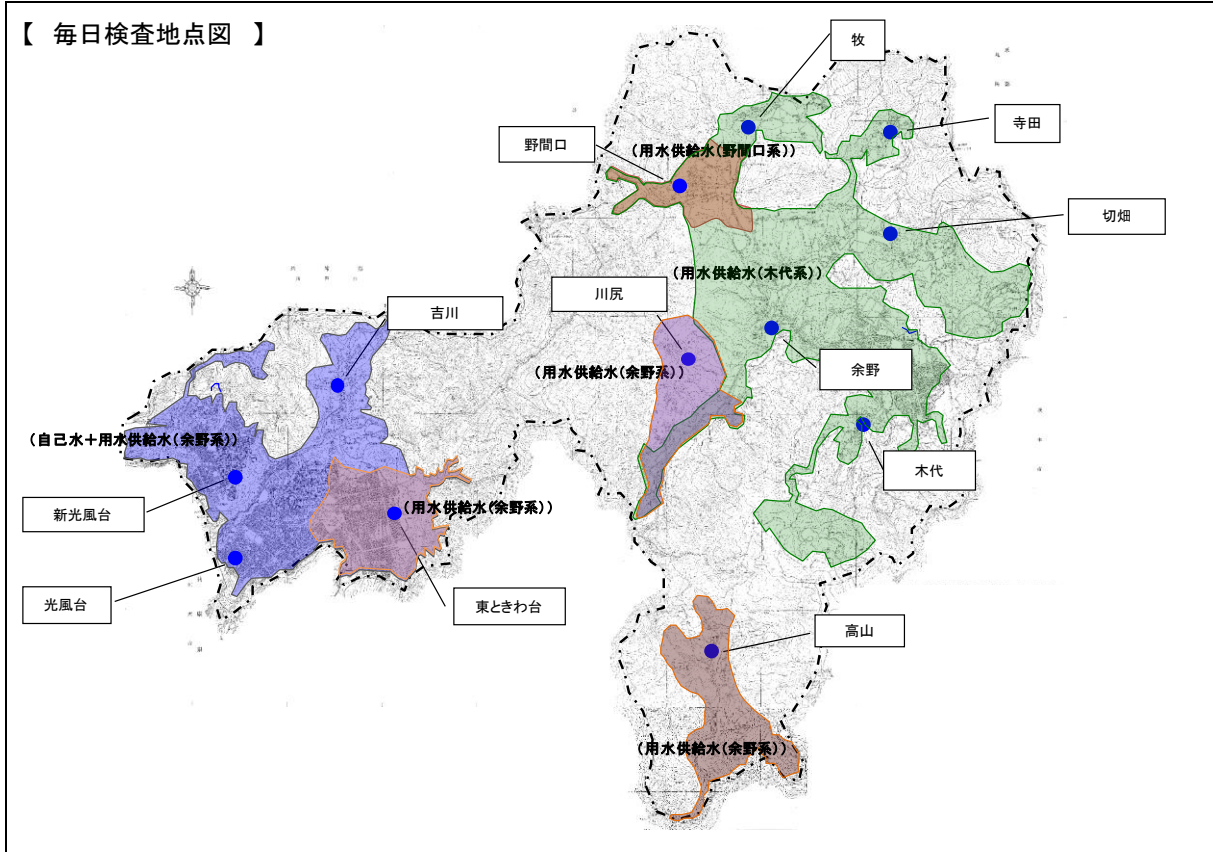 【 毎日検査地点図 】
牧
寺田
野間口
(用水供給水(野間口系))
切畑
(用水供給水(木代系))
川尻
吉川
(用水供給水(余野系))
余野
(自己水+用水供給水(余野系))
木代
新光風台
(用水供給水(余野系))
光風台
東ときわ台
高山
(用水供給水(余野系))